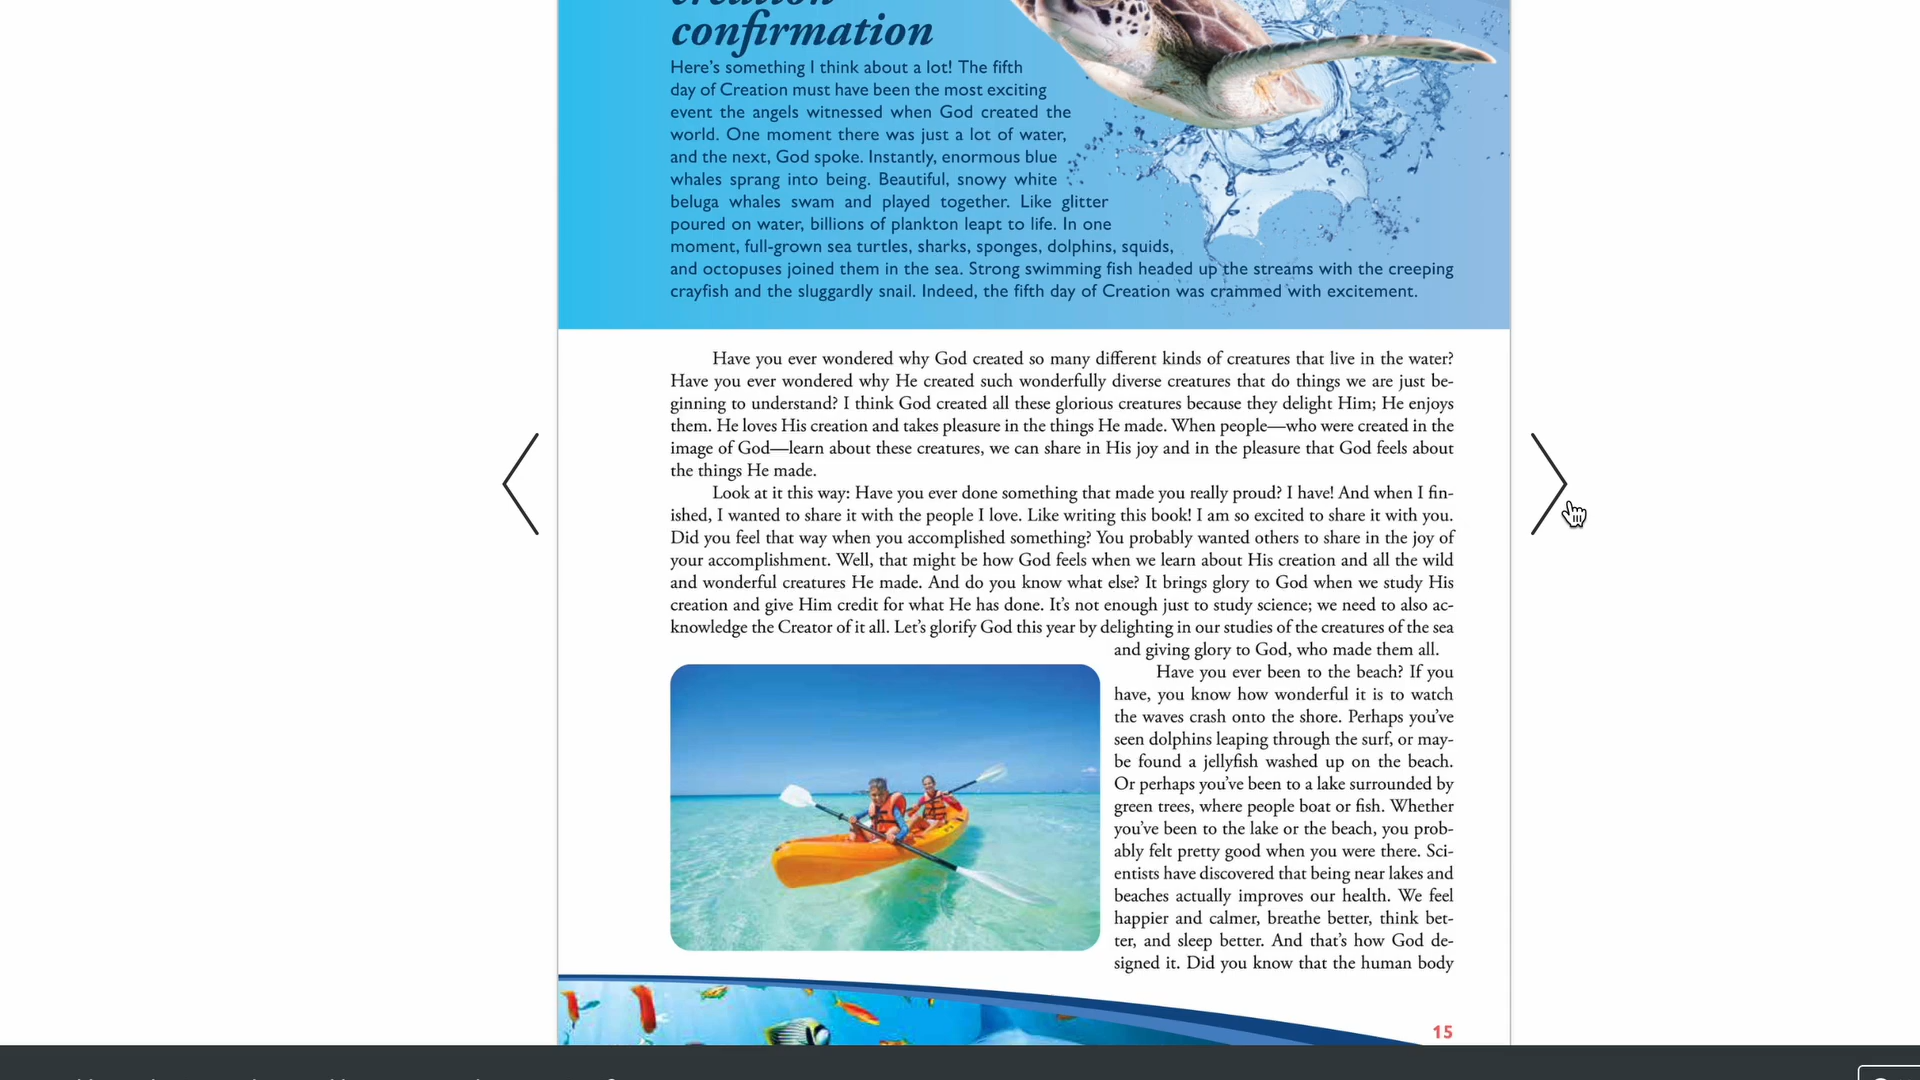 creation
confirmation
Here's something I think about a lot! The fifth
day of Creation must have been the most exciting
event the angels witnessed when God created the
world. One moment there was just a lot of water,
and the next, God spoke. Instantly, enormous blue
whales sprang into being. Beautiful, snowy white
beluga whales swam and played together. Like glitter
poured on water, billions of plankton leapt to life. In one
moment, full-grown sea turtles, sharks, sponges, dolphins, squids,
and octopuses joined them in the sea. Strong swimming fish headed up the streams with the creeping
crayfish and the sluggardly snail. Indeed, the fifth day of Creation was crammed with excitement.
Have you ever wondered why God created so many different kinds of creatures that live in the water?
Have you ever wondered why He created such wonderfully diverse creatures that do things we are just be-
ginning to understand? I think God created all these glorious creatures because they delight Him; He enjoys
them. He loves His creation and takes pleasure in the things He made. When people—who were created in the
image of God—learn about these creatures, we can share in His joy and in the pleasure that God feels about
the things He made.
Look at it this way: Have you ever done something that made you really proud? I have! And when I fin-
ished, I wanted to share it with the people I love. Like writing this book! I am so excited to share it with you.
Did you feel that way when you accomplished something? You probably wanted others to share in the joy of
your accomplishment. Well, that might be how God feels when we learn about His creation and all the wild
and wonderful creatures He made. And do you know what else? It brings glory to God when we study His
creation and give Him credit for what He has done. It's not enough just to study science; we need to also ac-
knowledge the Creator of it all. Let's glorify God this year by delighting in our studies of the creatures of the sea
and giving glory to God, who made them all.
Have you ever been to the beach? If you
have, you know how wonderful it is to watch
the waves crash onto the shore. Perhaps you've
seen dolphins leaping through the surf, or may-
be found a jellyfish washed up on the beach.
Or perhaps you've been to a lake surrounded by
green trees, where people boat or fish. Whether
you've been to the lake or the beach, you prob-
ably felt pretty good when you were there. Sci-
entists have discovered that being near lakes and
beaches actually improves our health. We feel
happier and calmer, breathe better, think bet-
ter, and sleep better. And that's how God de-
signed it. Did you know that the human body
15